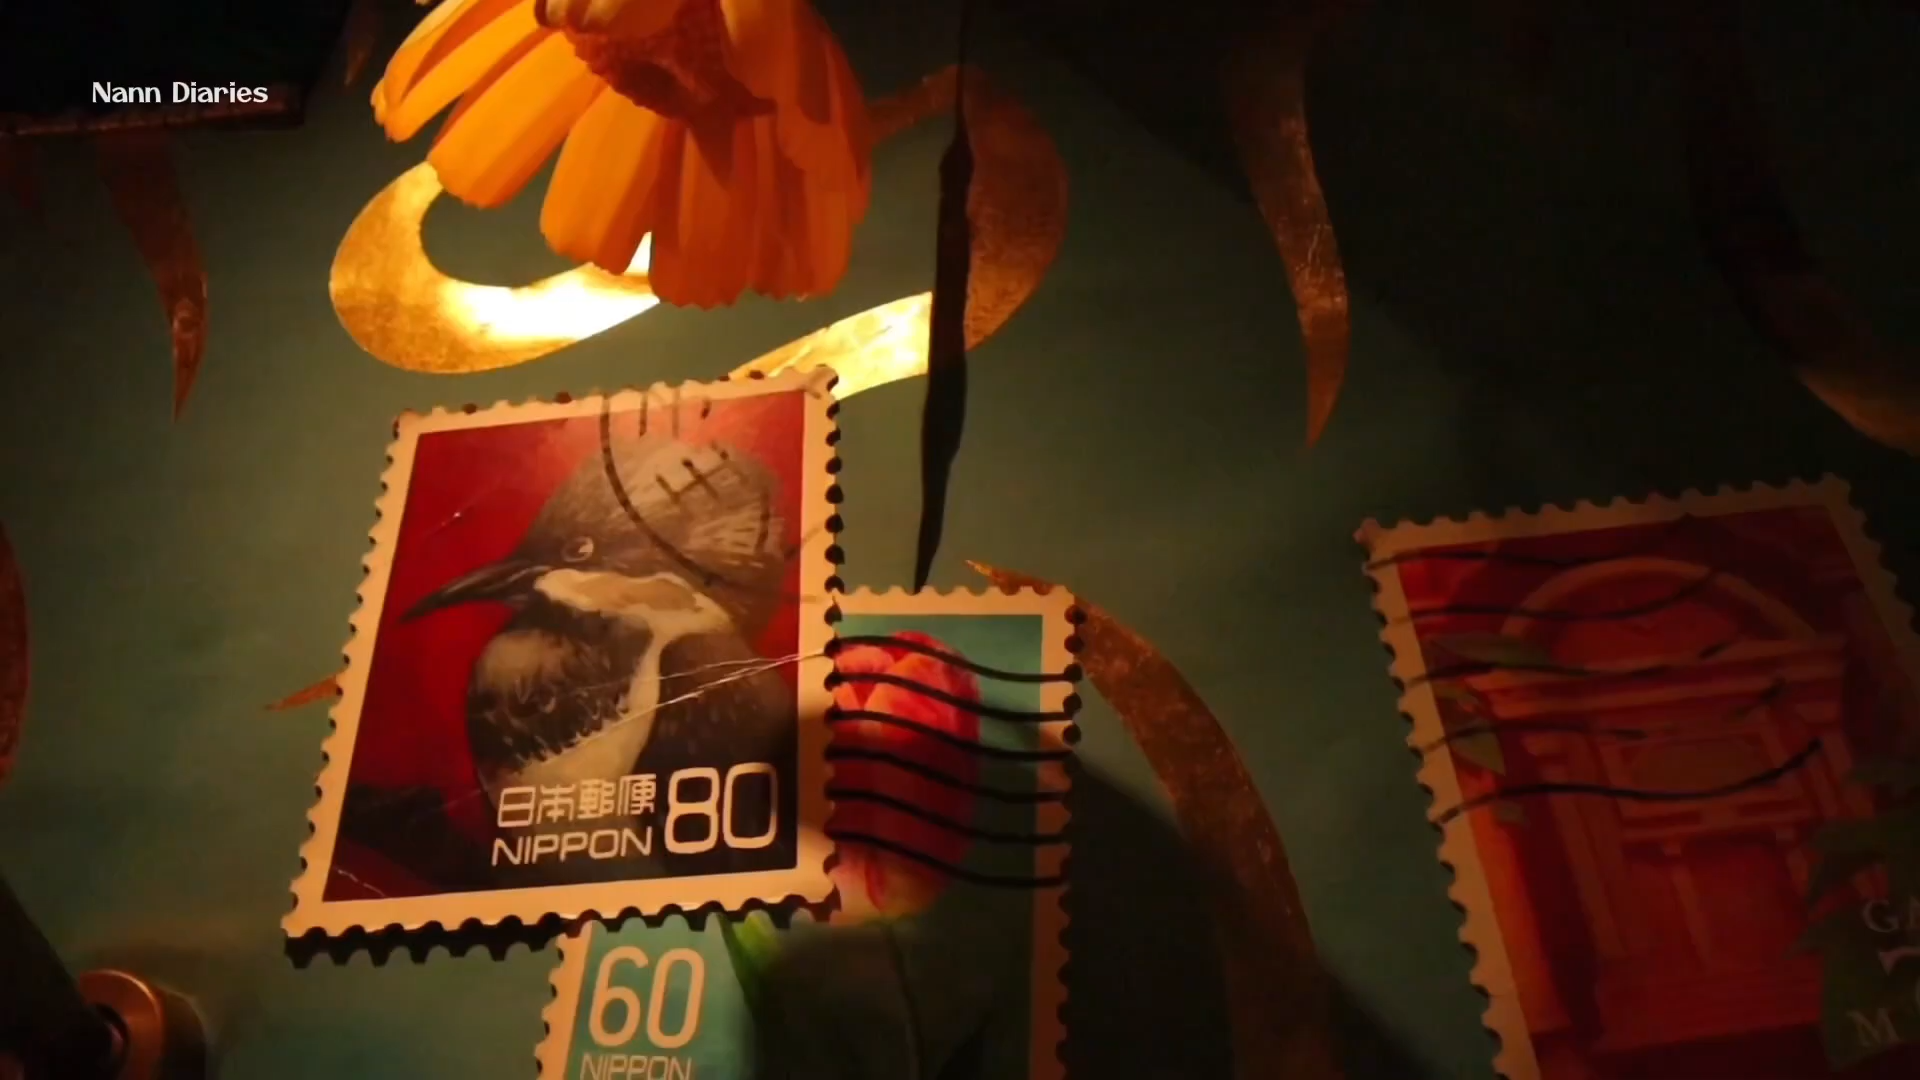 Nann Diaries
日本郵便
NIPPON 80
60
NIPPON